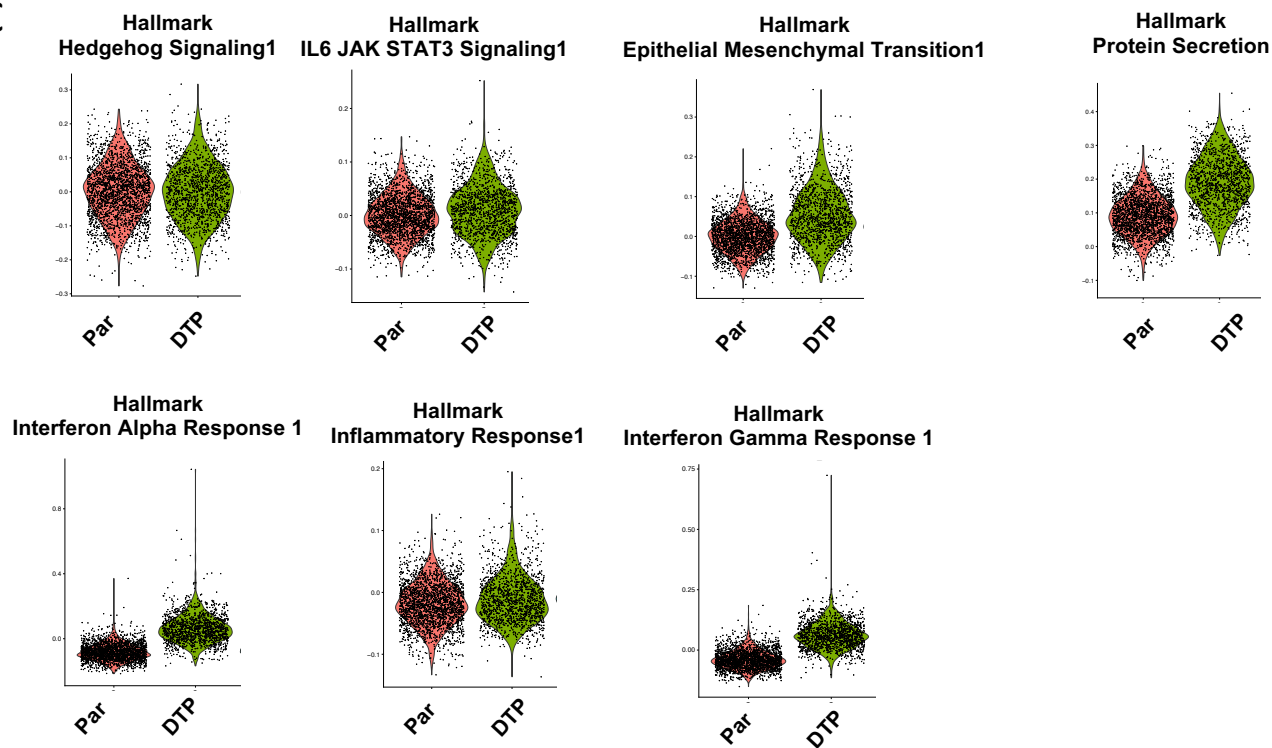 Hallmark
Hedgehog Signaling1
0.3
0.2
0.1
0.0
−0.1
−0.2
−0.3
Par
DTP
Hallmark
IL6 JAK STAT3 Signaling1
0.2
0.1
0.0
−0.1
Par
DTP
Hallmark
Epithelial Mesenchymal Transition1
0.3
0.2
0.1
0.0
−0.1
Par
DTP
Hallmark
Protein Secretion
0.4
0.3
0.2
0.1
0.0
−0.1
Par
DTP
Hallmark
Interferon Alpha Response 1
0.8
0.4
0.0
Par
DTP
Hallmark
Inflammatory Response1
0.2
0.1
0.0
−0.1
Par
DTP
Hallmark
Interferon Gamma Response 1
0.75
0.50
0.25
0.00
Par
DTP